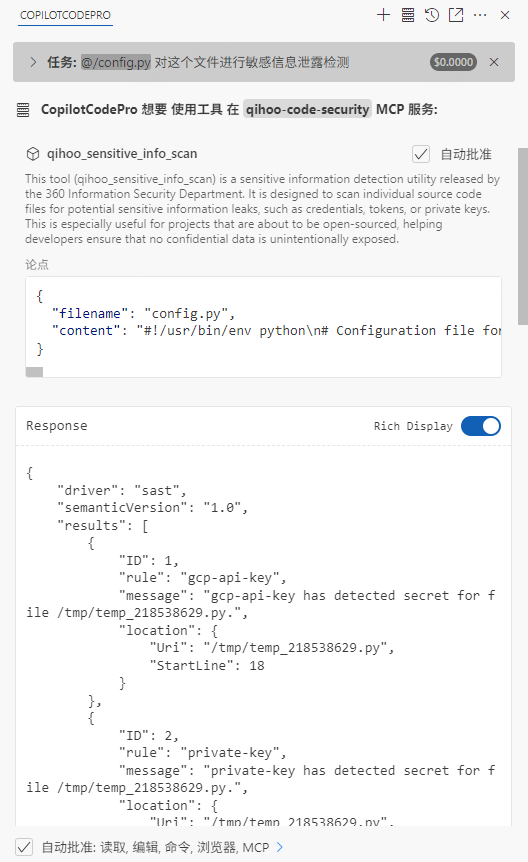 COPILOTCODEPRO
任务: @/config.py 对这个文件进行敏感信息泄露检测 $0.0000
CopilotCodePro 想要 使用工具 在 qihoo-code-security MCP 服务:
qihoo_sensitive_info_scan 自动批准
This tool (qihoo_sensitive_info_scan) is a sensitive information detection utility released by
the 360 Information Security Department. It is designed to scan individual source code
files for potential sensitive information leaks, such as credentials, tokens, or private keys.
This is especially useful for projects that are about to be open-sourced, helping
developers ensure that no confidential data is unintentionally exposed.
论点
{
"filename": "config.py",
"content": "#!/usr/bin/env python\n# Configuration file for
}
Response Rich Display
{
"driver": "sast",
"semanticVersion": "1.0",
"results": [
{
"ID": 1,
"rule": "gcp-api-key",
"message": "gcp-api-key has detected secret for f
ile /tmp/temp_218538629.py.",
"location": {
"Uri": "/tmp/temp_218538629.py",
"StartLine": 18
}
},
{
"ID": 2,
"rule": "private-key",
"message": "private-key has detected secret for f
ile /tmp/temp_218538629.py.",
"location": {
"Uri": "/tmp/temp_218538629.py",
自动批准: 读取, 编辑, 命令, 浏览器, MCP